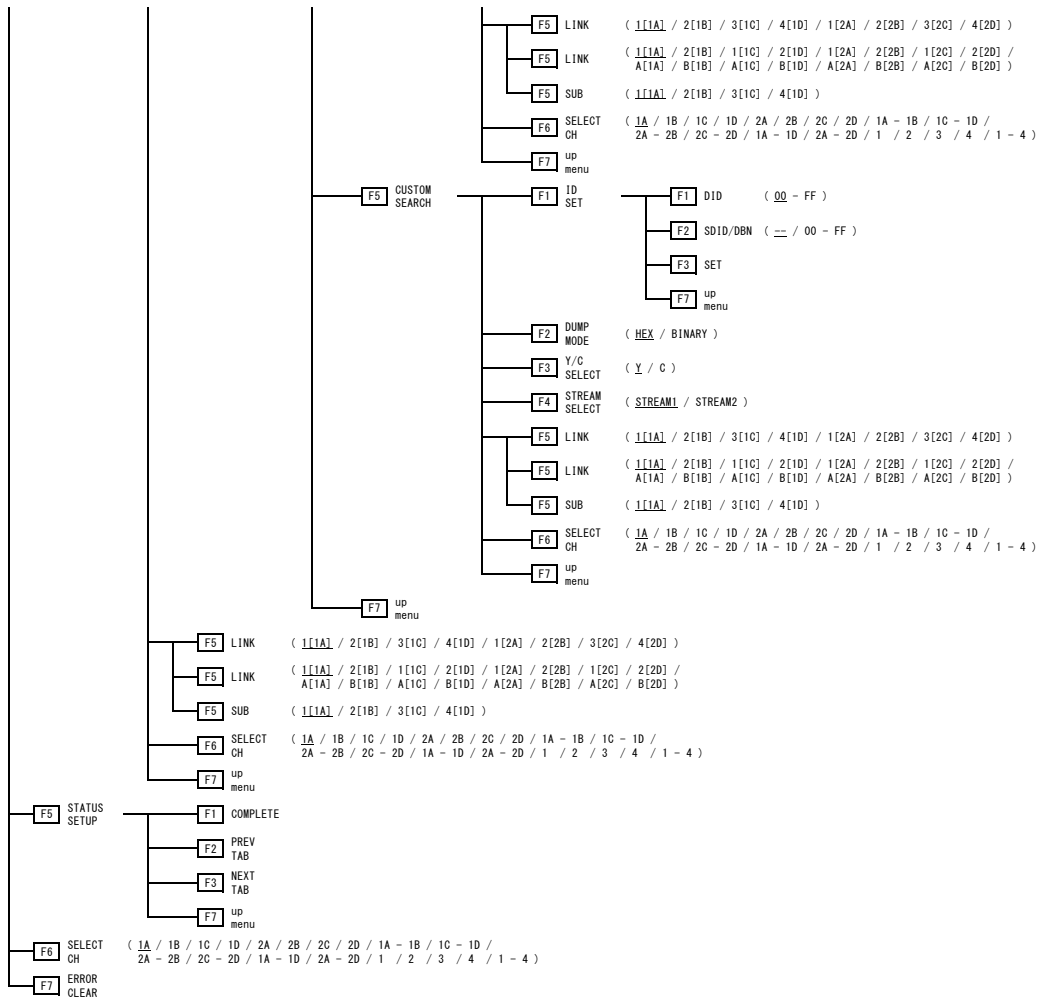 F5 LINK ( 1[1A] / 2[1B] / 3[1C] / 4[1D] / 1[2A] / 2[2B] / 3[2C] / 4[2D] )
F5 LINK ( 1[1A] / 2[1B] / 1[1C] / 2[1D] / 1[2A] / 2[2B] / 1[2C] / 2[2D] /
A[1A] / B[1B] / A[1C] / B[1D] / A[2A] / B[2B] / A[2C] / B[2D] )
F5 SUB ( 1[1A] / 2[1B] / 3[1C] / 4[1D] )
F6 SELECT CH ( 1A / 1B / 1C / 1D / 2A / 2B / 2C / 2D / 1A - 1B / 1C - 1D /
2A - 2B / 2C - 2D / 1A - 1D / 2A - 2D / 1 / 2 / 3 / 4 / 1 - 4 )
F7 up menu
F5 CUSTOM SEARCH
F1 ID SET
F1 DID ( 00 - FF )
F2 SDID/DBN ( -- / 00 - FF )
F3 SET
F7 up menu
F2 DUMP MODE ( HEX / BINARY )
F3 Y/C SELECT ( Y / C )
F4 STREAM SELECT ( STREAM1 / STREAM2 )
F5 LINK ( 1[1A] / 2[1B] / 3[1C] / 4[1D] / 1[2A] / 2[2B] / 3[2C] / 4[2D] )
F5 LINK ( 1[1A] / 2[1B] / 1[1C] / 2[1D] / 1[2A] / 2[2B] / 1[2C] / 2[2D] /
A[1A] / B[1B] / A[1C] / B[1D] / A[2A] / B[2B] / A[2C] / B[2D] )
F5 SUB ( 1[1A] / 2[1B] / 3[1C] / 4[1D] )
F6 SELECT CH ( 1A / 1B / 1C / 1D / 2A / 2B / 2C / 2D / 1A - 1B / 1C - 1D /
2A - 2B / 2C - 2D / 1A - 1D / 2A - 2D / 1 / 2 / 3 / 4 / 1 - 4 )
F7 up menu
F7 up menu
F5 LINK ( 1[1A] / 2[1B] / 3[1C] / 4[1D] / 1[2A] / 2[2B] / 3[2C] / 4[2D] )
F5 LINK ( 1[1A] / 2[1B] / 1[1C] / 2[1D] / 1[2A] / 2[2B] / 1[2C] / 2[2D] /
A[1A] / B[1B] / A[1C] / B[1D] / A[2A] / B[2B] / A[2C] / B[2D] )
F5 SUB ( 1[1A] / 2[1B] / 3[1C] / 4[1D] )
F6 SELECT CH ( 1A / 1B / 1C / 1D / 2A / 2B / 2C / 2D / 1A - 1B / 1C - 1D /
2A - 2B / 2C - 2D / 1A - 1D / 2A - 2D / 1 / 2 / 3 / 4 / 1 - 4 )
F7 up menu
F5 STATUS SETUP
F1 COMPLETE
F2 PREV TAB
F3 NEXT TAB
F7 up menu
F6 SELECT CH ( 1A / 1B / 1C / 1D / 2A / 2B / 2C / 2D / 1A - 1B / 1C - 1D /
2A - 2B / 2C - 2D / 1A - 1D / 2A - 2D / 1 / 2 / 3 / 4 / 1 - 4 )
F7 ERROR CLEAR